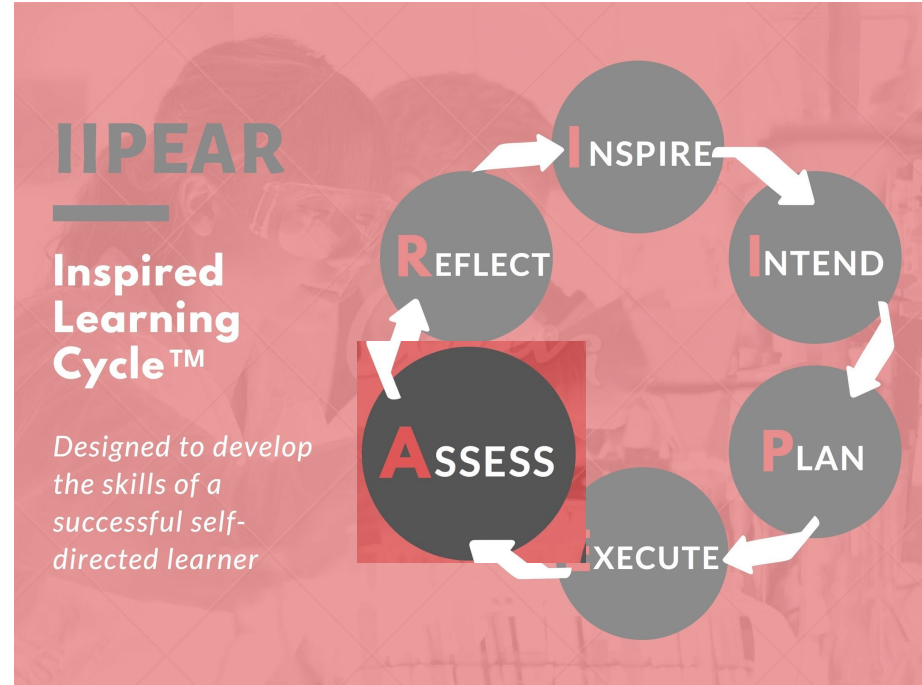 IIPEAR
Inspired
Learning
Cycle™
Designed to develop
the skills of a
successful self-
directed learner
INSPIRE
INTEND
PLAN
EXECUTE
ASSESS
REFLECT